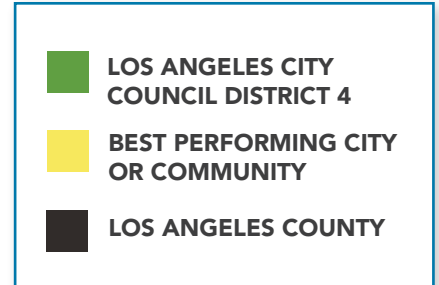 LOS ANGELES CITY
COUNCIL DISTRICT 4
BEST PERFORMING CITY
OR COMMUNITY
LOS ANGELES COUNTY